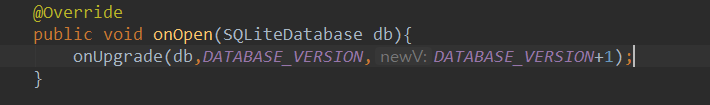 @Override
public void onOpen(SQLiteDatabase db){
onUpgrade(db,DATABASE_VERSION, newV: DATABASE_VERSION+1);
}